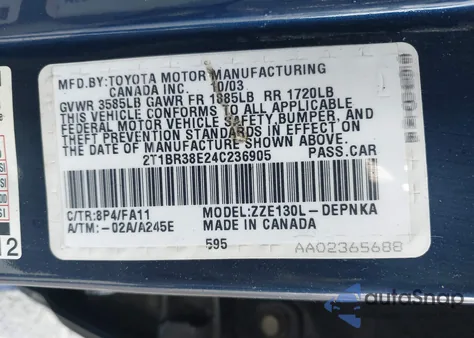 MFD.BY:TOYOTA MOTOR MANUFACTURING
CANADA INC. 10/03
GVWR 3585LB GAWR FR 1885LB RR 1720LB
THIS VEHICLE CONFORMS TO ALL APPLICABLE
FEDERAL MOTOR VEHICLE SAFETY,BUMPER, AND
THEFT PREVENTION STANDARDS IN EFFECT ON
THE DATE OF MANUFACTURE SHOWN ABOVE.
2T1BR38E24C236905 PASS.CAR
C/TR:8P4/FA11 MODEL:ZZE130L-DEPNKA
A/TM:-02A/A245E MADE IN CANADA
595 AA02365688
12
AutoSnap